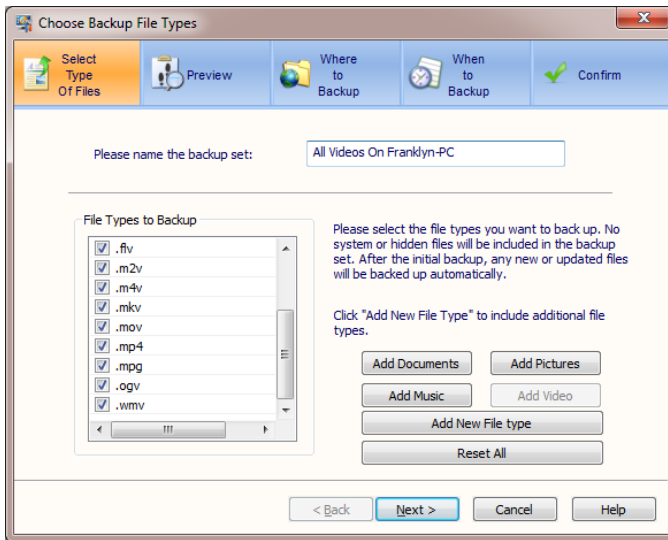 Choose Backup File Types
Select
Type
Of Files
Preview
Where
to
Backup
When
to
Backup
Confirm
Please name the backup set:
All Videos On Franklyn-PC
File Types to Backup
.flv
.m2v
.m4v
.mkv
.mov
.mp4
.mpg
.ogv
.wmv
Please select the file types you want to back up. No
system or hidden files will be included in the backup
set. After the initial backup, any new or updated files
will be backed up automatically.
Click "Add New File Type" to include additional file
types.
Add Documents
Add Pictures
Add Music
Add Video
Add New File type
Reset All
< Back
Next >
Cancel
Help